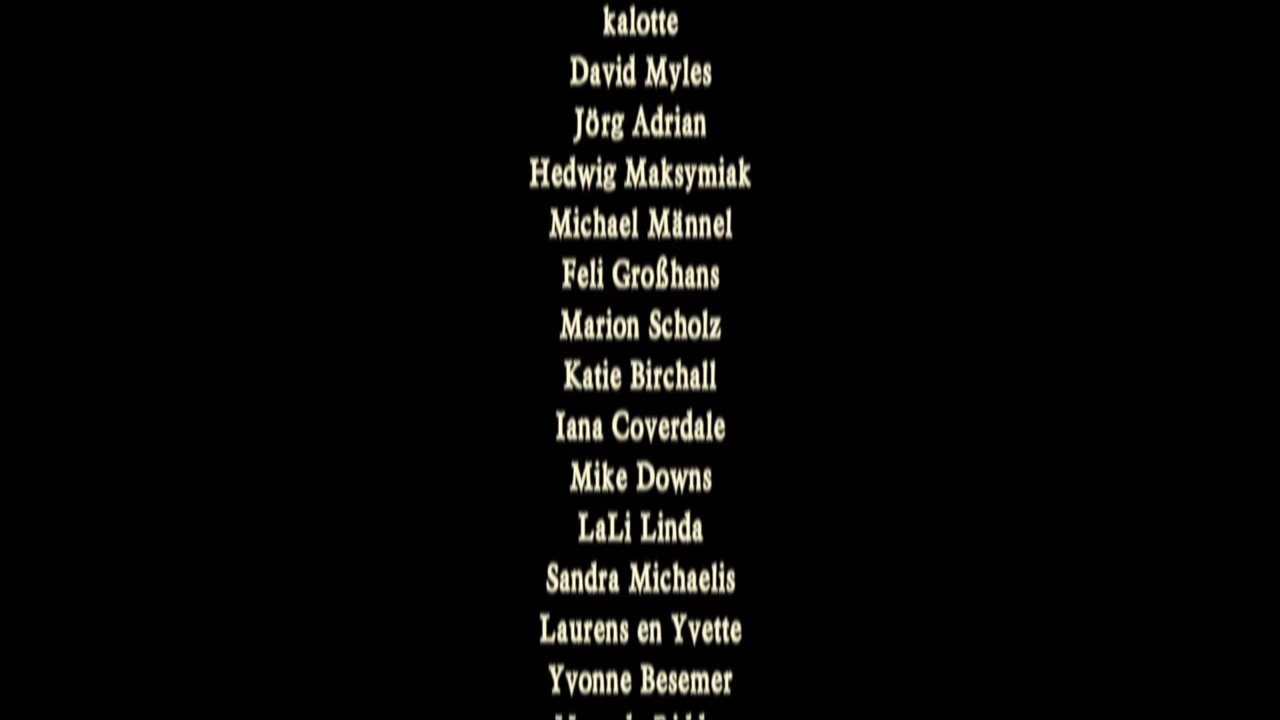 kalotte
David Myles
Jörg Adrian
Hedwig Maksymiak
Michael Männel
Feli Großhans
Marion Scholz
Katie Birchall
Iana Coverdale
Mike Downs
LaLi Linda
Sandra Michaelis
Laurens en Yvette
Yvonne Besemer